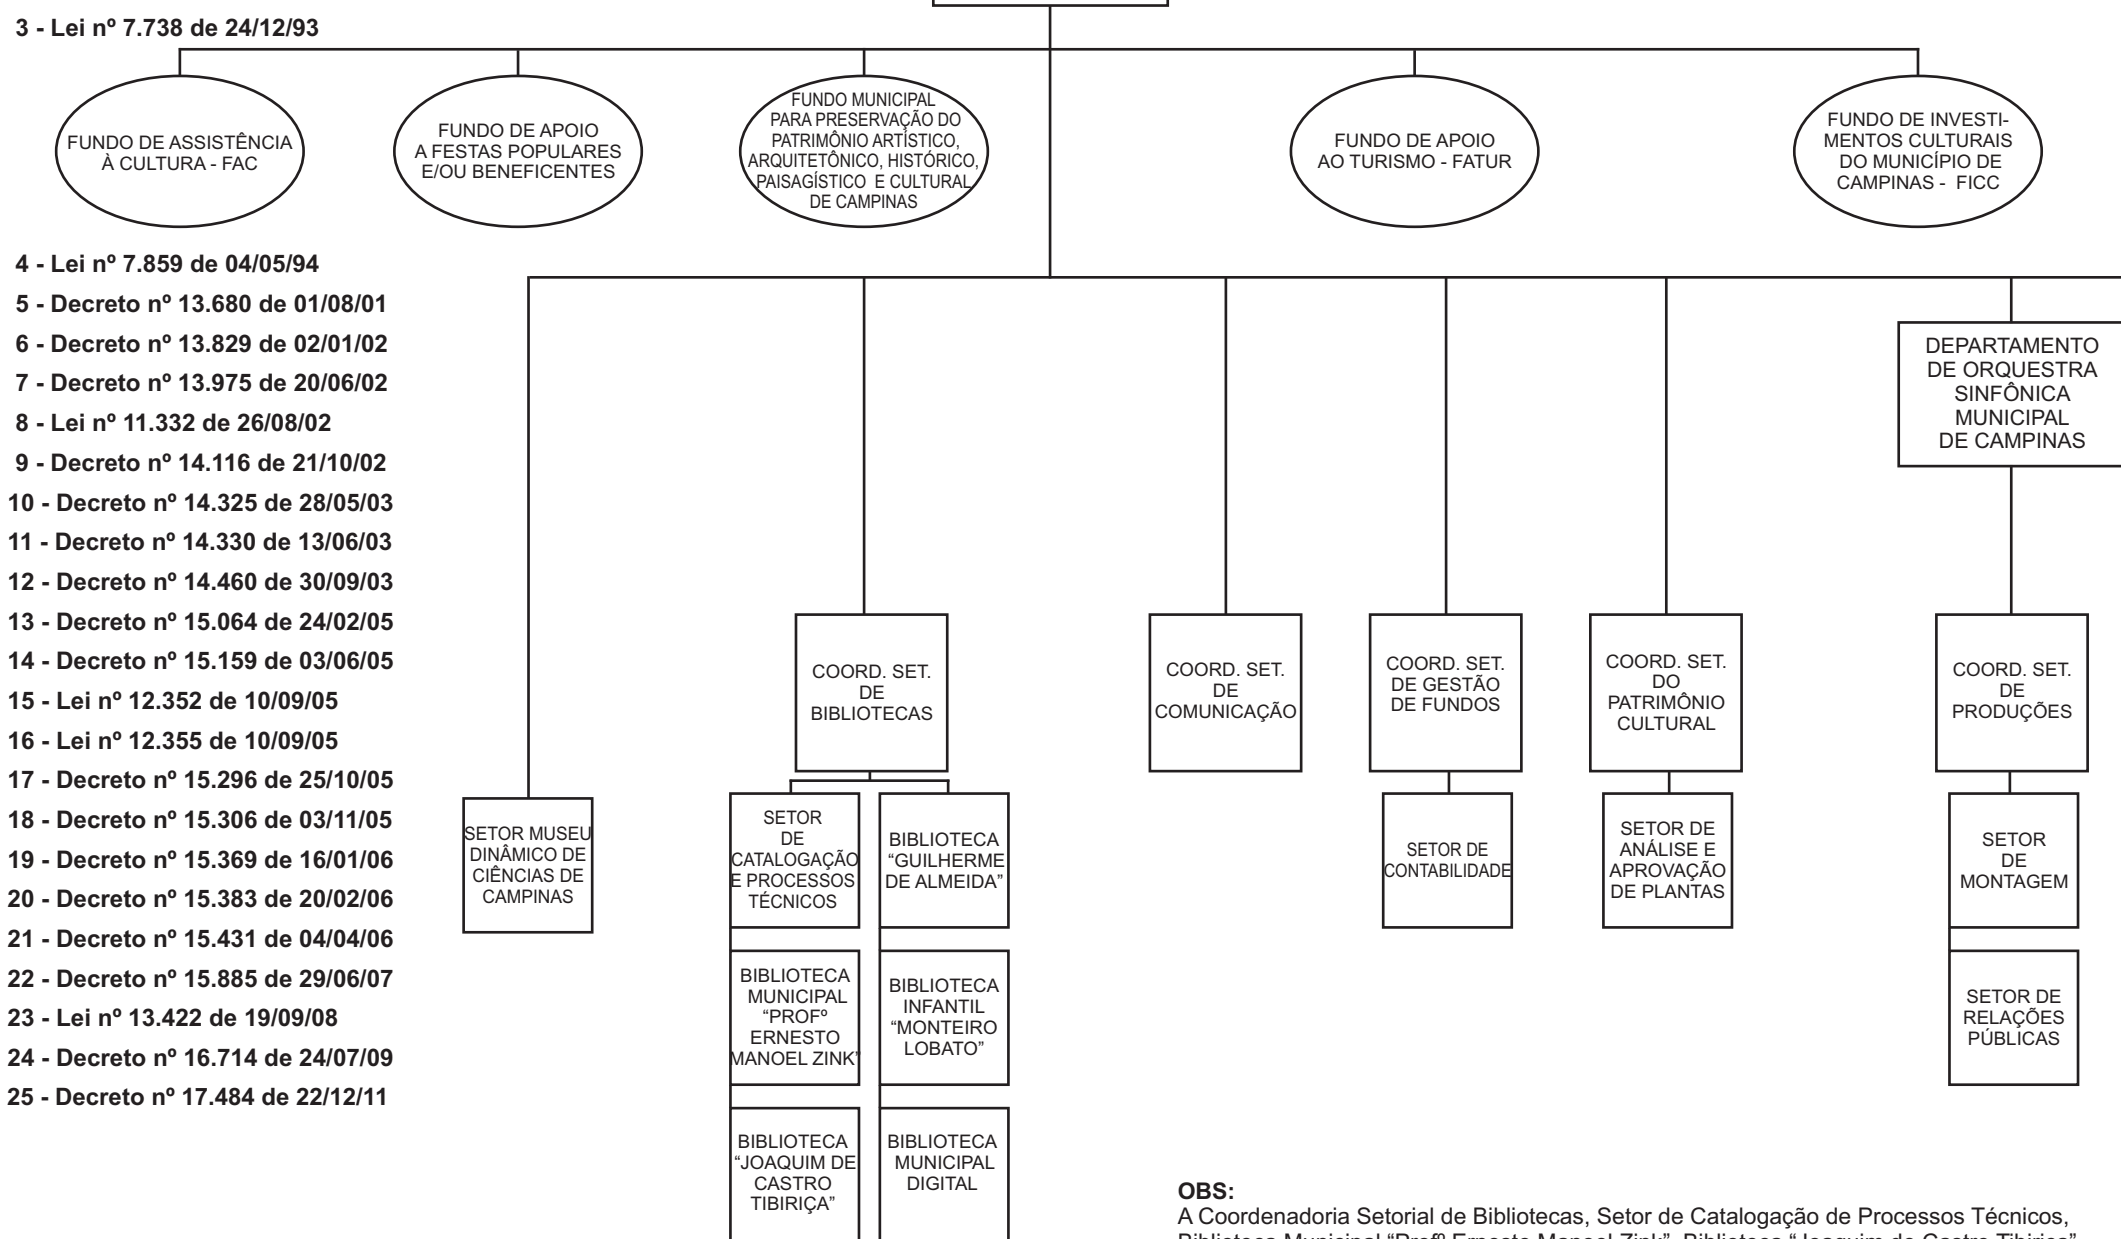 3 - Lei nº 7.738 de 24/12/93
FUNDO DE ASSISTÊNCIA
À CULTURA - FAC
FUNDO DE APOIO
A FESTAS POPULARES
E/OU BENEFICENTES
FUNDO MUNICIPAL
PARA PRESERVAÇÃO DO
PATRIMÔNIO ARTÍSTICO,
ARQUITETÔNICO, HISTÓRICO,
PAISAGÍSTICO E CULTURAL
DE CAMPINAS
FUNDO DE APOIO
AO TURISMO - FATUR
FUNDO DE INVESTI-
MENTOS CULTURAIS
DO MUNICÍPIO DE
CAMPINAS - FICC
4 - Lei nº 7.859 de 04/05/94
5 - Decreto nº 13.680 de 01/08/01
6 - Decreto nº 13.829 de 02/01/02
7 - Decreto nº 13.975 de 20/06/02
8 - Lei nº 11.332 de 26/08/02
9 - Decreto nº 14.116 de 21/10/02
10 - Decreto nº 14.325 de 28/05/03
11 - Decreto nº 14.330 de 13/06/03
12 - Decreto nº 14.460 de 30/09/03
13 - Decreto nº 15.064 de 24/02/05
14 - Decreto nº 15.159 de 03/06/05
15 - Lei nº 12.352 de 10/09/05
16 - Lei nº 12.355 de 10/09/05
17 - Decreto nº 15.296 de 25/10/05
18 - Decreto nº 15.306 de 03/11/05
19 - Decreto nº 15.369 de 16/01/06
20 - Decreto nº 15.383 de 20/02/06
21 - Decreto nº 15.431 de 04/04/06
22 - Decreto nº 15.885 de 29/06/07
23 - Lei nº 13.422 de 19/09/08
24 - Decreto nº 16.714 de 24/07/09
25 - Decreto nº 17.484 de 22/12/11
DEPARTAMENTO
DE ORQUESTRA
SINFÔNICA
MUNICIPAL
DE CAMPINAS
COORD. SET.
DE
BIBLIOTECAS
COORD. SET.
DE
COMUNICAÇÃO
COORD. SET.
DE GESTÃO
DE FUNDOS
COORD. SET.
DO
PATRIMÔNIO
CULTURAL
COORD. SET.
DE
PRODUÇÕES
SETOR MUSEU
DINÂMICO DE
CIÊNCIAS DE
CAMPINAS
SETOR
DE
CATALOGAÇÃO
E PROCESSOS
TÉCNICOS
BIBLIOTECA
“GUILHERME
DE ALMEIDA”
SETOR DE
CONTABILIDADE
SETOR DE
ANÁLISE E
APROVAÇÃO
DE PLANTAS
SETOR
DE
MONTAGEM
BIBLIOTECA
MUNICIPAL
“PROFº
ERNESTO
MANOEL ZINK”
BIBLIOTECA
INFANTIL
“MONTEIRO
LOBATO”
SETOR DE
RELAÇÕES
PÚBLICAS
BIBLIOTECA
“JOAQUIM DE
CASTRO
TIBIRIÇA”
BIBLIOTECA
MUNICIPAL
DIGITAL
OBS:
A Coordenadoria Setorial de Bibliotecas, Setor de Catalogação de Processos Técnicos,
Biblioteca Municipal “Profº Ernesto Manoel Zink”, Biblioteca “Joaquim de Castro Tibiriça”